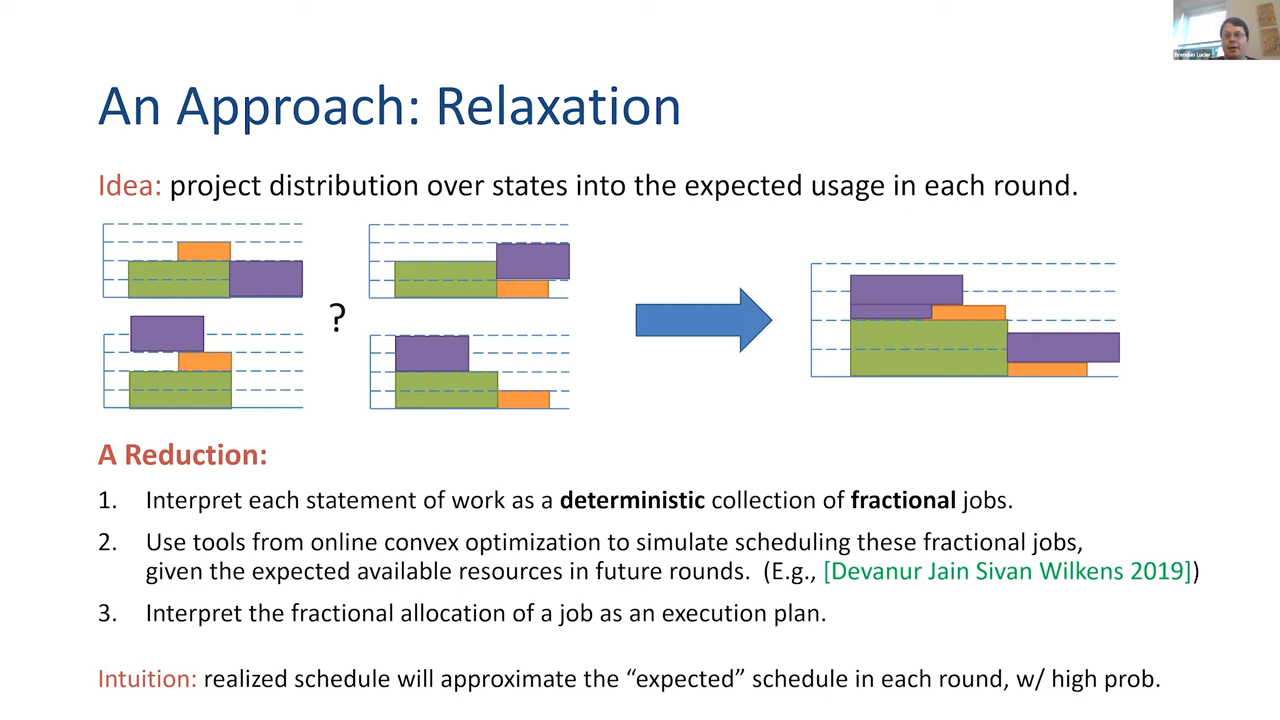 Brendan Lucier
An Approach: Relaxation
Idea: project distribution over states into the expected usage in each round.
?
A Reduction:
1. Interpret each statement of work as a deterministic collection of fractional jobs.
2. Use tools from online convex optimization to simulate scheduling these fractional jobs,
given the expected available resources in future rounds. (E.g., [Devanur Jain Sivan Wilkens 2019])
3. Interpret the fractional allocation of a job as an execution plan.
Intuition: realized schedule will approximate the “expected” schedule in each round, w/ high prob.